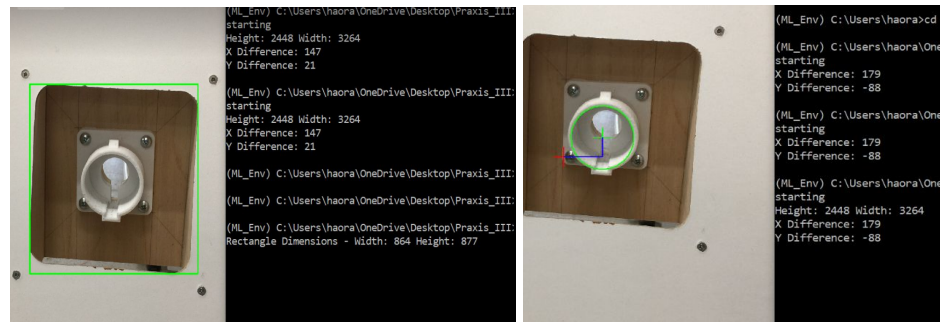 (ML_Env) C:\Users\haora\OneDrive\Desktop\Praxis_III
starting
Height: 2448 Width: 3264
X Difference: 147
Y Difference: 21
(ML_Env) C:\Users\haora\OneDrive\Desktop\Praxis_III
starting
Height: 2448 Width: 3264
X Difference: 147
Y Difference: 21
(ML_Env) C:\Users\haora\OneDrive\Desktop\Praxis_III
(ML_Env) C:\Users\haora\OneDrive\Desktop\Praxis_III
(ML_Env) C:\Users\haora\OneDrive\Desktop\Praxis_III
Rectangle Dimensions - Width: 864 Height: 877
(ML_Env) C:\Users\haora>cd
(ML_Env) C:\Users\haora\One
starting
X Difference: 179
Y Difference: -88
(ML_Env) C:\Users\haora\One
starting
X Difference: 179
Y Difference: -88
(ML_Env) C:\Users\haora\One
starting
Height: 2448 Width: 3264
X Difference: 179
Y Difference: -88